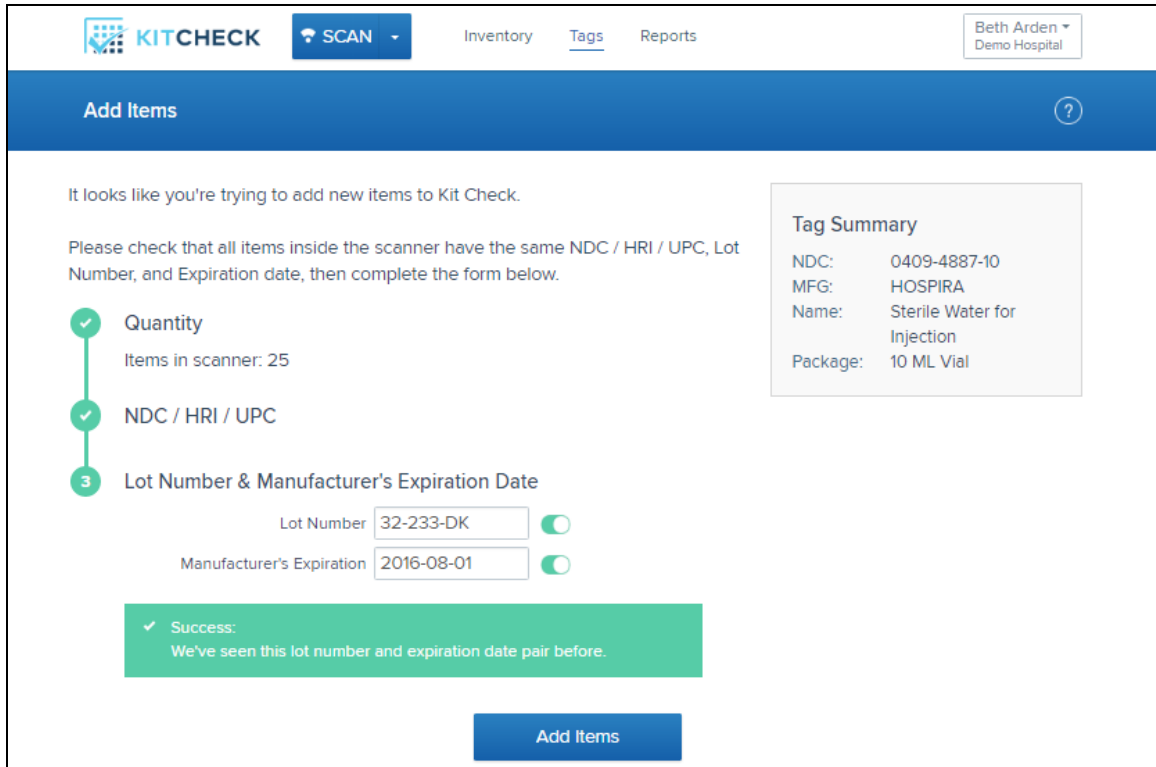 KITCHECK
SCAN
Inventory
Tags
Reports
Beth Arden
Demo Hospital
Add Items
?
It looks like you're trying to add new items to Kit Check.
Please check that all items inside the scanner have the same NDC / HRI / UPC, Lot
Number, and Expiration date, then complete the form below.
Quantity
Items in scanner: 25
NDC / HRI / UPC
3 Lot Number & Manufacturer's Expiration Date
Lot Number 32-233-DK
Manufacturer's Expiration 2016-08-01
Success:
We've seen this lot number and expiration date pair before.
Add Items
Tag Summary
NDC: 0409-4887-10
MFG: HOSPIRA
Name: Sterile Water for
Injection
Package: 10 ML Vial